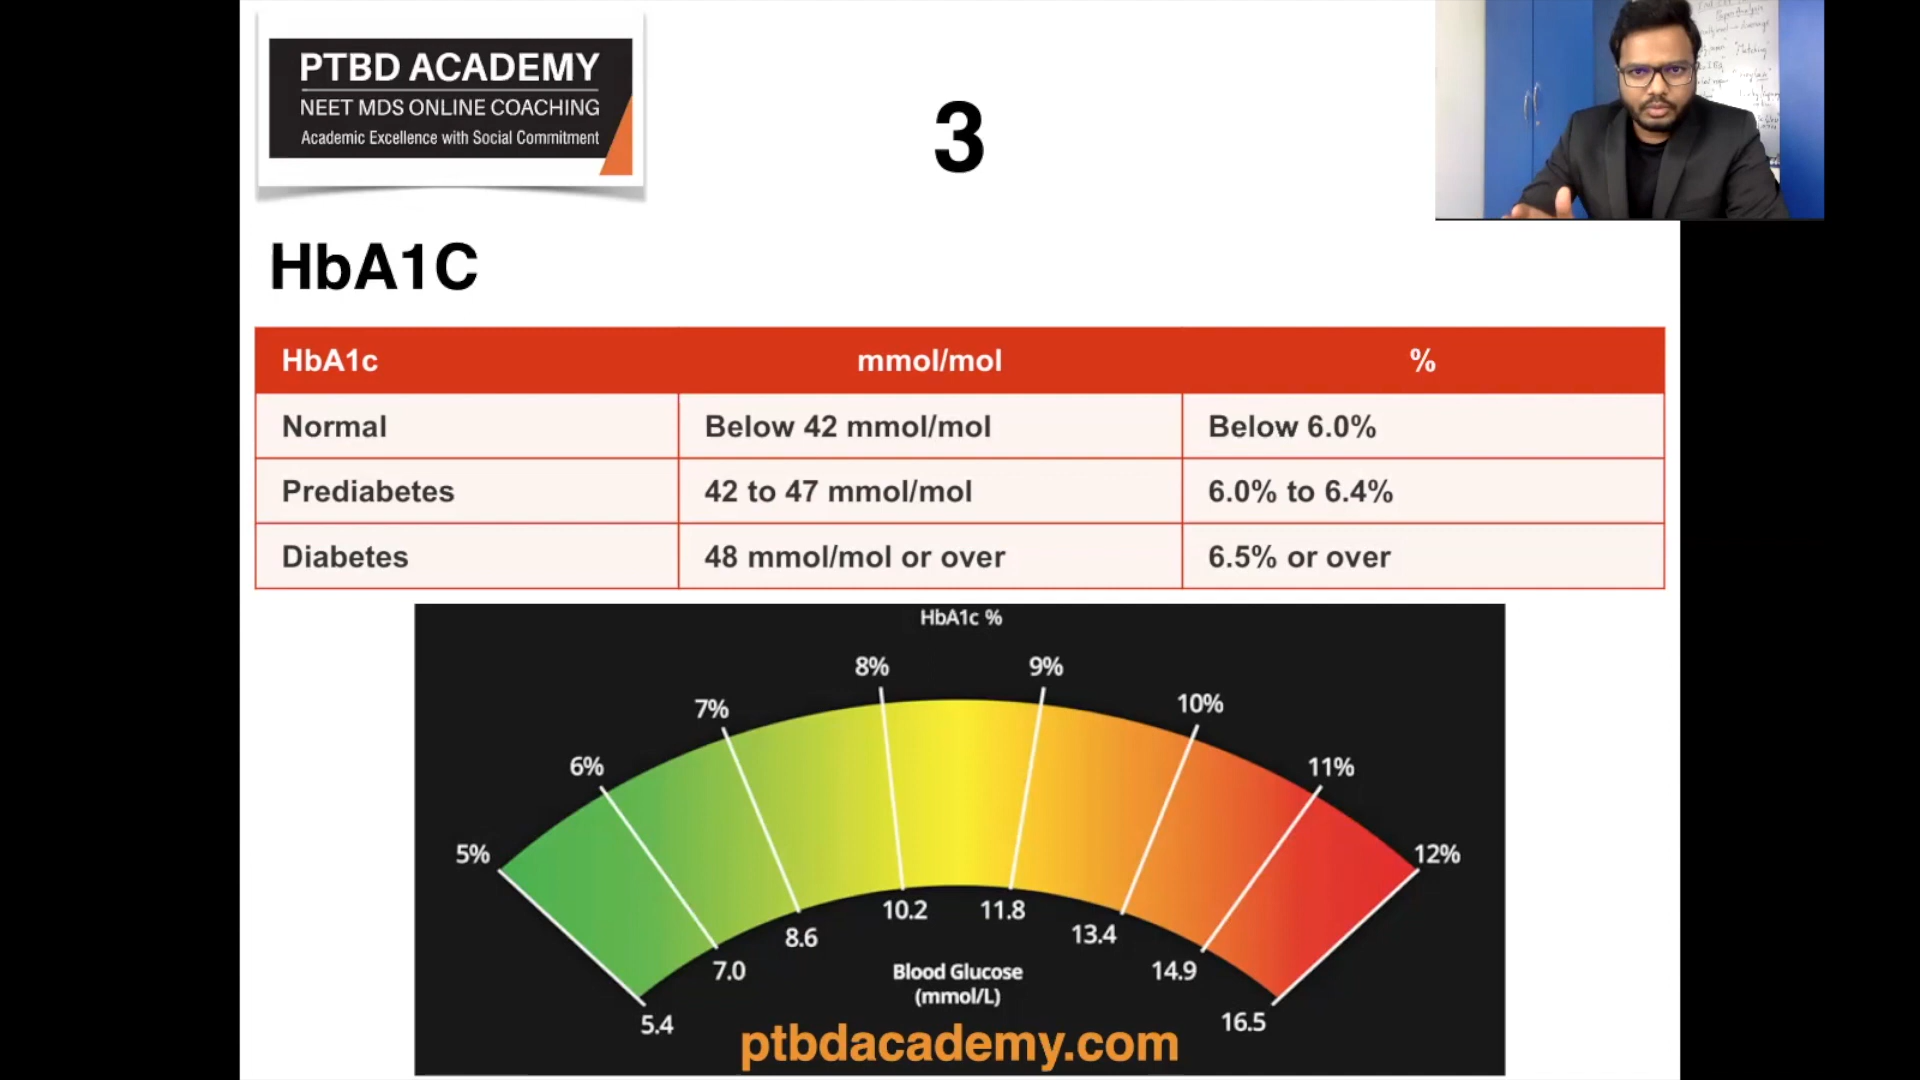 PTBD ACADEMY
NEET MDS ONLINE COACHING
Academic Excellence with Social Commitment
3
HbA1C
HbA1c mmol/mol %
Normal Below 42 mmol/mol Below 6.0%
Prediabetes 42 to 47 mmol/mol 6.0% to 6.4%
Diabetes 48 mmol/mol or over 6.5% or over
HbA1c %
5% 6% 7% 8% 9% 10% 11% 12%
5.4 7.0 8.6 10.2 11.8 13.4 14.9 16.5
Blood Glucose
(mmol/L)
ptbdacademy.com